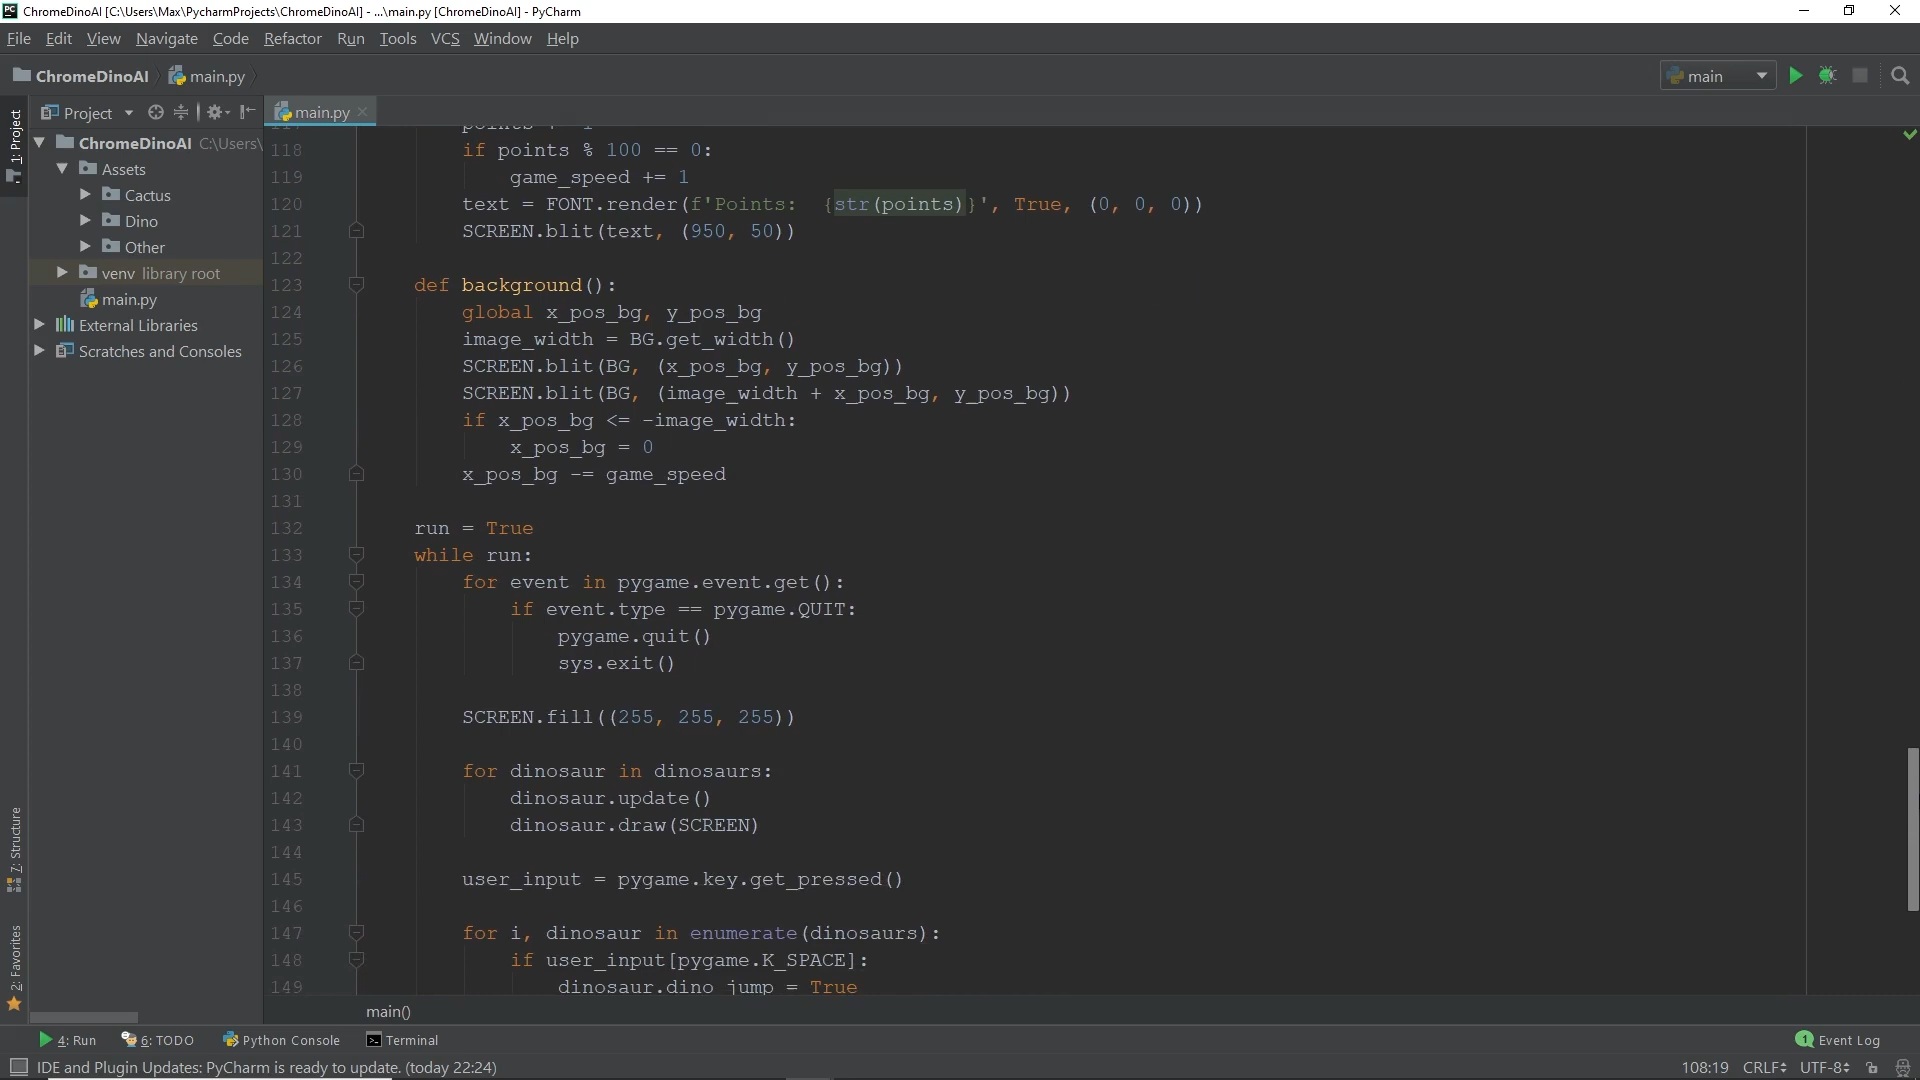 ChromeDinoAI [C:\Users\Max\PycharmProjects\ChromeDinoAI] - ...\main.py [ChromeDinoAI] - PyCharm
File Edit View Navigate Code Refactor Run Tools VCS Window Help
ChromeDinoAI main.py main
1: Project
Project
main.py
ChromeDinoAI C:\Users\
Assets
Cactus
Dino
Other
venv library root
main.py
External Libraries
Scratches and Consoles
118 if points % 100 == 0:
119 game_speed += 1
120 text = FONT.render(f'Points:  {str(points)}', True, (0, 0, 0))
121 SCREEN.blit(text, (950, 50))
122
123 def background():
124 global x_pos_bg, y_pos_bg
125 image_width = BG.get_width()
126 SCREEN.blit(BG, (x_pos_bg, y_pos_bg))
127 SCREEN.blit(BG, (image_width + x_pos_bg, y_pos_bg))
128 if x_pos_bg <= -image_width:
129 x_pos_bg = 0
130 x_pos_bg -= game_speed
131
132 run = True
133 while run:
134 for event in pygame.event.get():
135 if event.type == pygame.QUIT:
136 pygame.quit()
137 sys.exit()
138
139 SCREEN.fill((255, 255, 255))
140
141 for dinosaur in dinosaurs:
142 dinosaur.update()
143 dinosaur.draw(SCREEN)
144
145 user_input = pygame.key.get_pressed()
146
147 for i, dinosaur in enumerate(dinosaurs):
148 if user_input[pygame.K_SPACE]:
149 dinosaur.dino_jump = True
main()
7: Structure
2: Favorites
4: Run 6: TODO Python Console Terminal 1 Event Log
IDE and Plugin Updates: PyCharm is ready to update. (today 22:24) 108:19 CRLF UTF-8